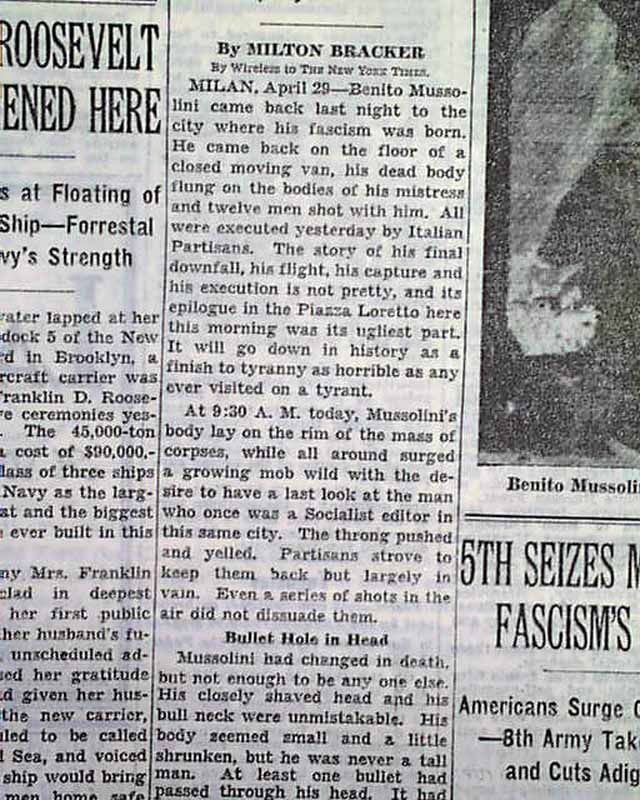 ROOSEVELT
ENED HERE
s at Floating of
Ship—Forrestal
vy's Strength
vater lapped at her
dock 5 of the New
rd in Brooklyn, a
rcraft carrier was
Franklin D. Roose-
re ceremonies yes-
. The 45,000-ton
a cost of $90,000,-
lass of three ships
Navy as the larg-
at and the biggest
ever built in this
ny Mrs. Franklin
clad in deepest
her first public
her husband's fu-
unscheduled ad-
sed her gratitude
d given her hus-
the new carrier,
uled to be called
l Sea, and voiced
ship would bring
men home safe
By MILTON BRACKER
By Wireless to THE NEW YORK TIMES.
MILAN, April 29—Benito Musso-
lini came back last night to the
city where his fascism was born.
He came back on the floor of a
closed moving van, his dead body
flung on the bodies of his mistress
and twelve men shot with him. All
were executed yesterday by Italian
Partisans. The story of his final
downfall, his flight, his capture and
his execution is not pretty, and its
epilogue in the Piazza Loretto here
this morning was its ugliest part.
It will go down in history as a
finish to tyranny as horrible as any
ever visited on a tyrant.
At 9:30 A. M. today, Mussolini's
body lay on the rim of the mass of
corpses, while all around surged
a growing mob wild with the de-
sire to have a last look at the man
who once was a Socialist editor in
this same city. The throng pushed
and yelled. Partisans strove to
keep them back but largely in
vain. Even a series of shots in the
air did not dissuade them.
Bullet Hole in Head
Mussolini had changed in death,
but not enough to be any one else.
His closely shaved head and his
bull neck were unmistakable. His
body seemed small and a little
shrunken, but he was never a tall
man. At least one bullet had
passed through his head. It had
Benito Mussolin
5TH SEIZES M
FASCISM'S
Americans Surge
—8th Army Tak
and Cuts Adig